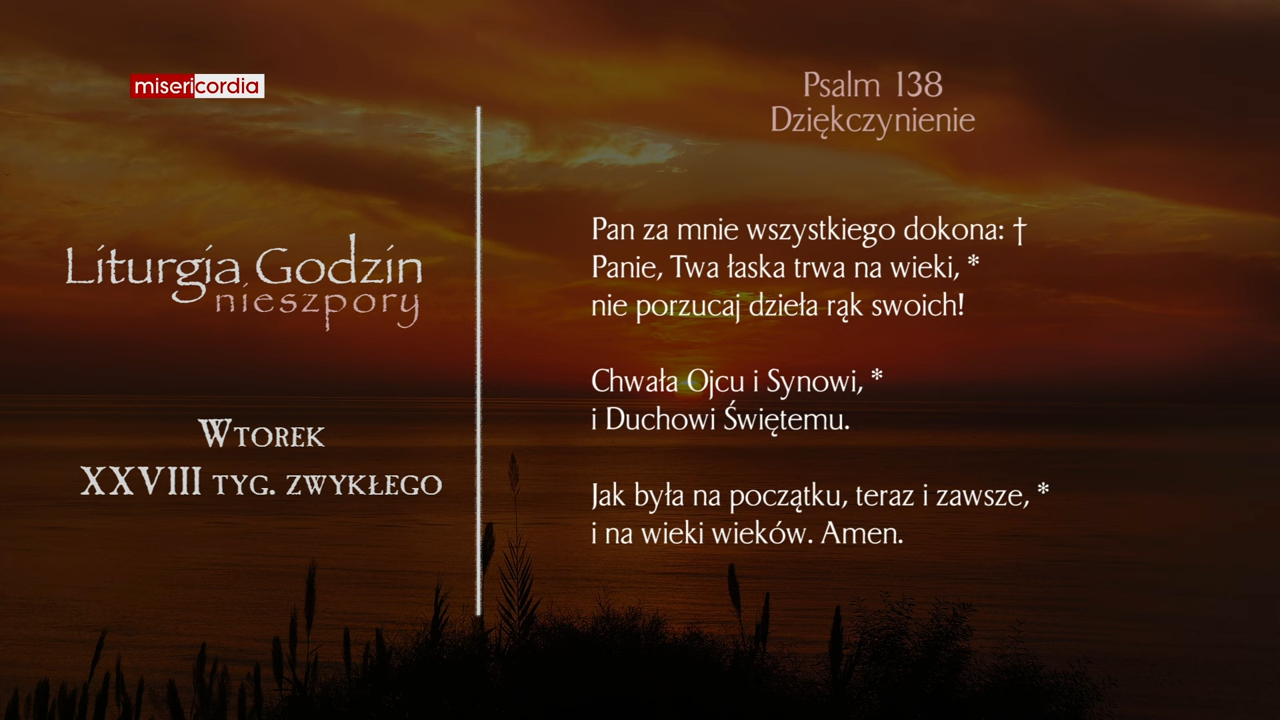 misericordia
Liturgia Godzin
nieszpory
Wtorek
XXVIII tyg. zwykłego
Psalm 138
Dziękczynienie
Pan za mnie wszystkiego dokona: †
Panie, Twa łaska trwa na wieki, *
nie porzucaj dzieła rąk swoich!
Chwała Ojcu i Synowi, *
i Duchowi Świętemu.
Jak była na początku, teraz i zawsze, *
i na wieki wieków. Amen.